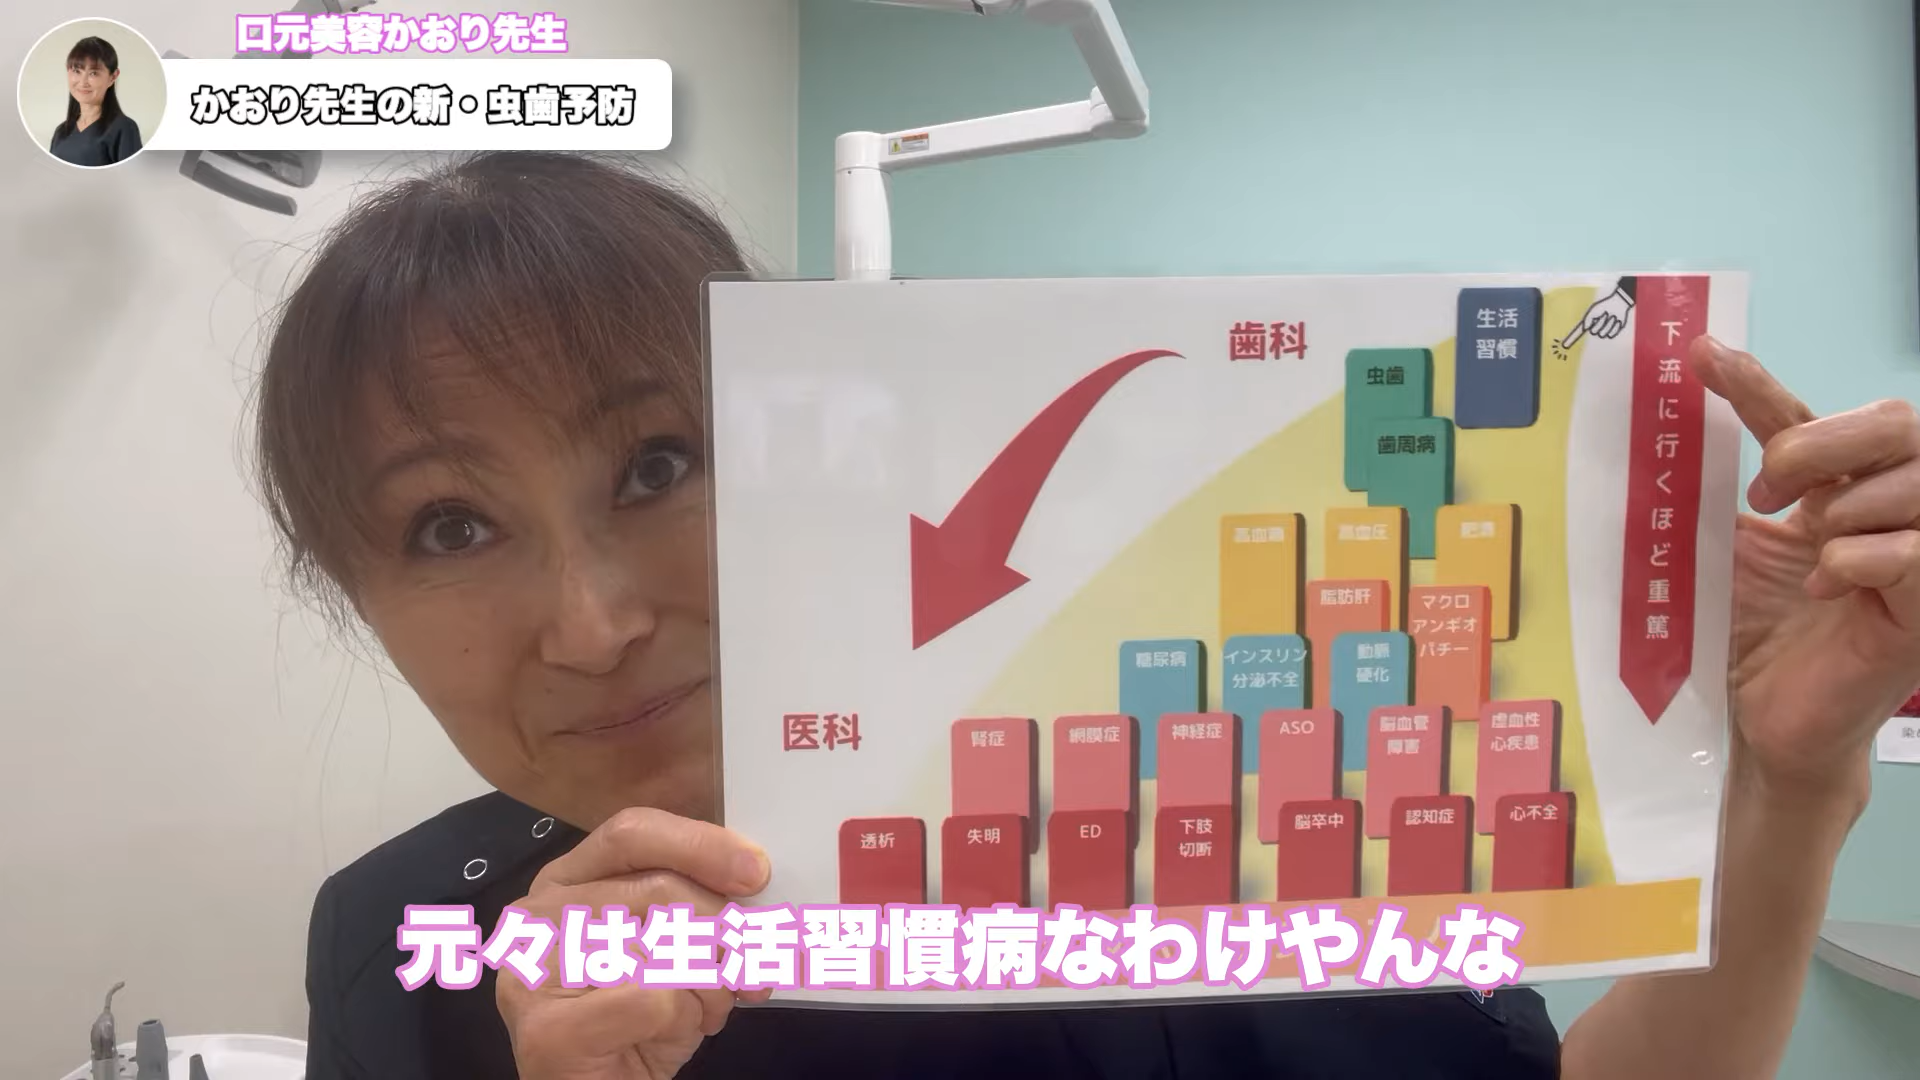 口元美容かおり先生
かおり先生の新・虫歯予防
歯科
医科
生活
習慣
虫歯
歯周病
高血糖
高血圧
肥満
脂肪肝
マクロ
アンギオ
パチー
糖尿病
インスリン
分泌不全
動脈
硬化
腎症
網膜症
神経症
ASO
脳血管
障害
虚血性
心疾患
透析
失明
ED
下肢
切断
脳卒中
認知症
心不全
下流に行くほど重篤
元々は生活習慣病なわけやんな